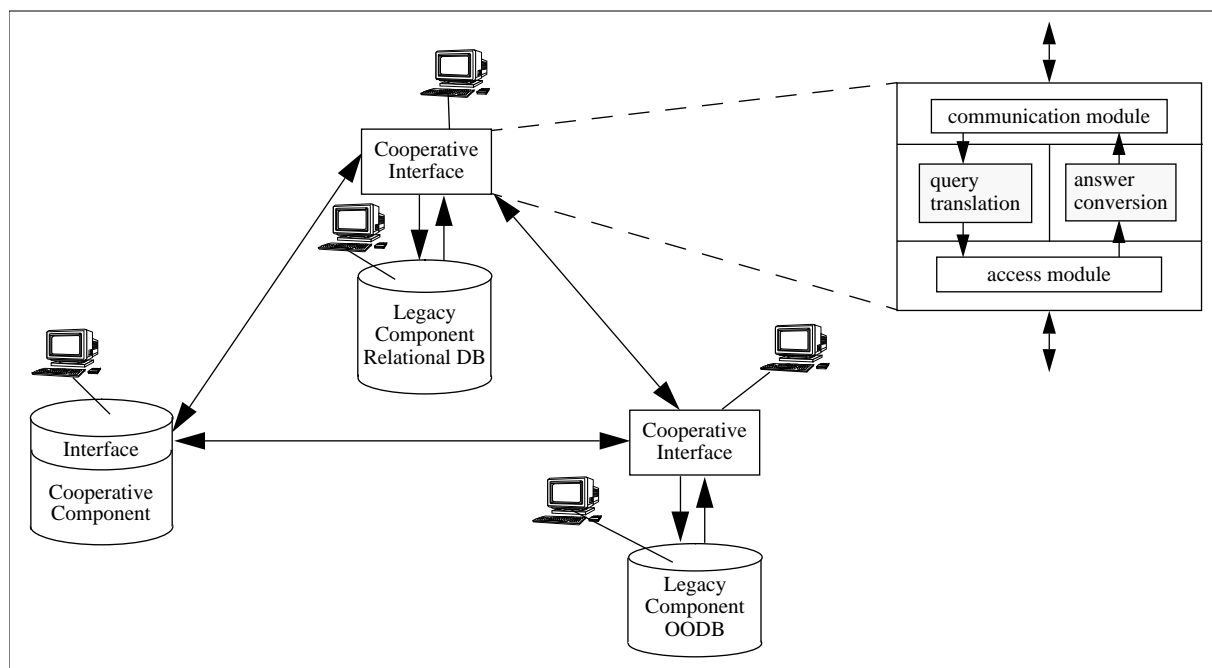 communication module
Cooperative
Interface
query
translation
answer
conversion
access module
Legacy
Component
Relational DB
Interface
Cooperative
Component
Cooperative
Interface
Legacy
Component
OODB